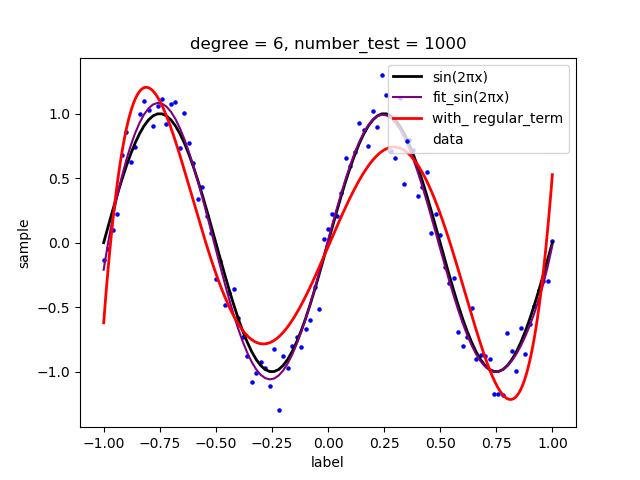 degree = 6, number_test = 1000
sin(2πx)
fit_sin(2πx)
with_ regular_term
data
1.0
0.5
0.0
−0.5
−1.0
sample
−1.00 −0.75 −0.50 −0.25 0.00 0.25 0.50 0.75 1.00
label